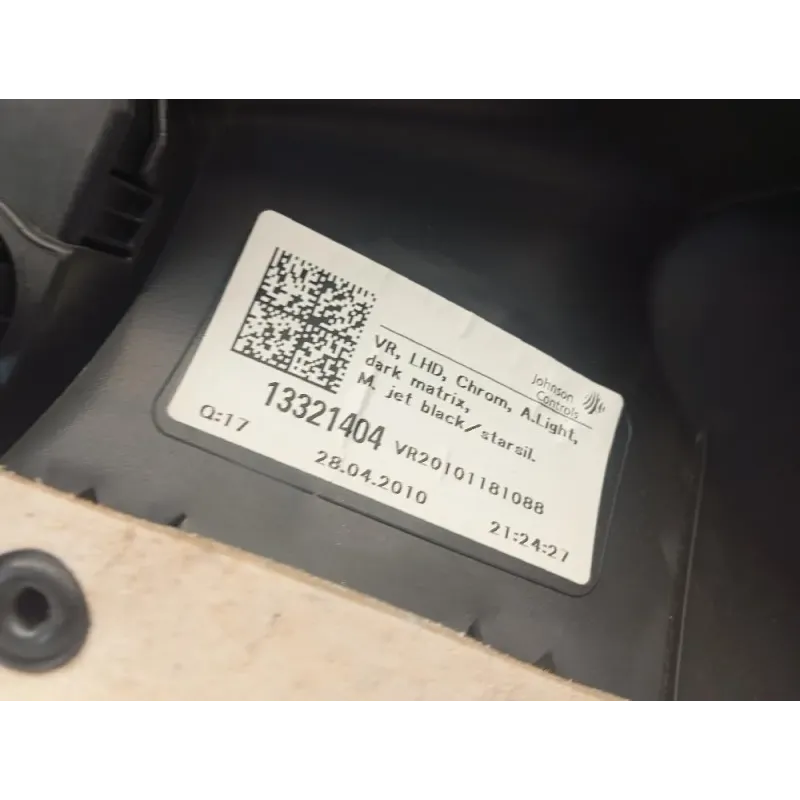 Johnson
Controls
VR, LHD, Chrom, A.Light,
dark matrix,
M. jet black/starsil.
13321404 VR20101181088
Q:17
28.04.2010 21:24:27